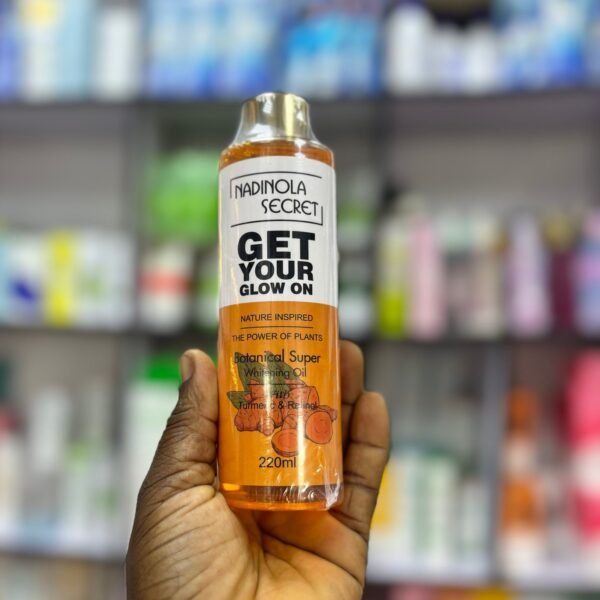 NADINOLA
SECRET
GET
YOUR
GLOW ON
NATURE INSPIRED
THE POWER OF PLANTS
Botanical Super
Whitening Oil
Turmeric & Retinol
220ml